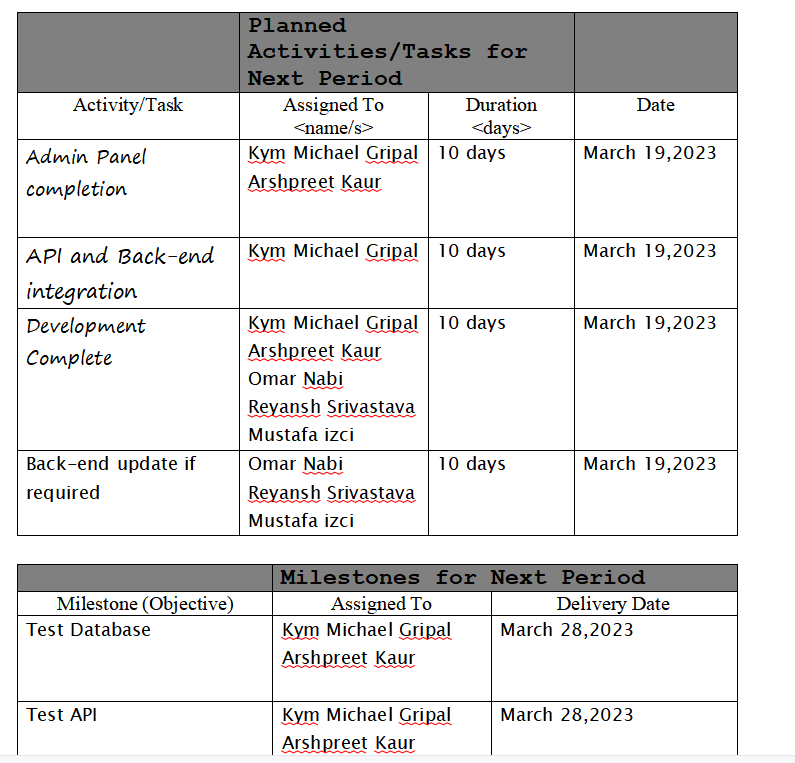 Planned
Activities/Tasks for
Next Period
Activity/Task
Assigned To
<name/s>
Duration
<days>
Date
Admin Panel
completion
Kym Michael Gripal
Arshpreet Kaur
10 days
March 19,2023
API and Back-end
integration
Kym Michael Gripal
10 days
March 19,2023
Development
Complete
Kym Michael Gripal
Arshpreet Kaur
Omar Nabi
Reyansh Srivastava
Mustafa izci
10 days
March 19,2023
Back-end update if
required
Omar Nabi
Reyansh Srivastava
Mustafa izci
10 days
March 19,2023
Milestones for Next Period
Milestone (Objective)
Assigned To
Delivery Date
Test Database
Kym Michael Gripal
Arshpreet Kaur
March 28,2023
Test API
Kym Michael Gripal
Arshpreet Kaur
March 28,2023